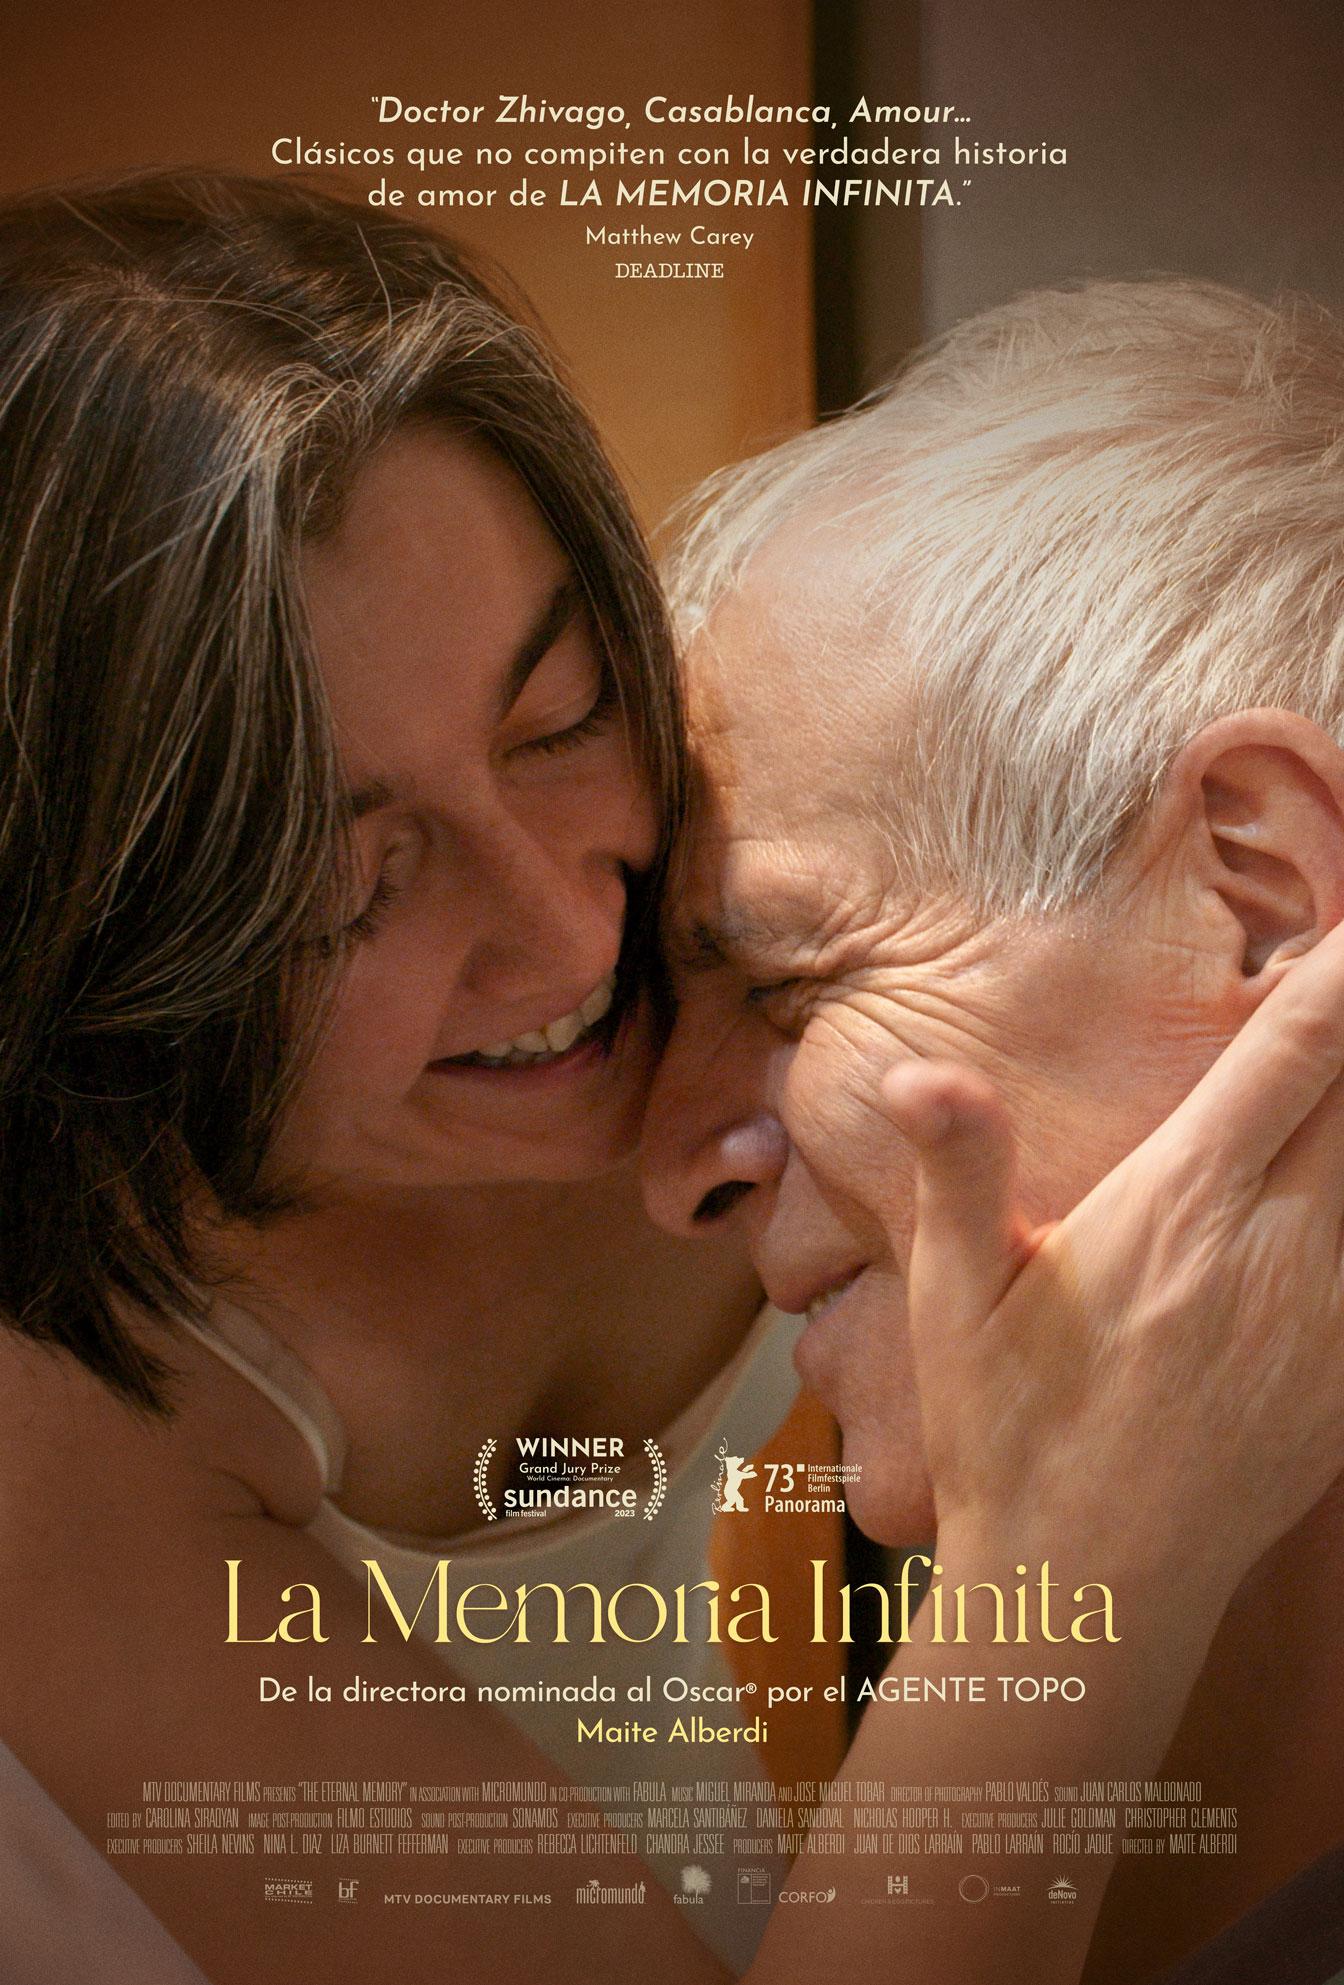 “Doctor Zhivago, Casablanca, Amour...
Clásicos que no compiten con la verdadera historia
de amor de LA MEMORIA INFINITA.”
Matthew Carey
DEADLINE
WINNER
Grand Jury Prize
World Cinema: Documentary
sundance
film festival 2023
Berlinale
73 Internationale
Filmfestspiele
Berlin
Panorama
La Memoria Infinita
De la directora nominada al Oscar® por el AGENTE TOPO
Maite Alberdi
MTV DOCUMENTARY FILMS PRESENTS “THE ETERNAL MEMORY” IN ASSOCIATION WITH MICROMUNDO IN CO-PRODUCTION WITH FABULA MUSIC MIGUEL MIRANDA AND JOSE MIGUEL TOBAR DIRECTOR OF PHOTOGRAPHY PABLO VALDÉS SOUND JUAN CARLOS MALDONADO
EDITED BY CAROLINA SIRAQYAN IMAGE POST-PRODUCTION FILMO ESTUDIOS SOUND POST-PRODUCTION SONAMOS EXECUTIVE PRODUCERS MARCELA SANTIBÁÑEZ DANIELA SANDOVAL NICHOLAS HOOPER H. EXECUTIVE PRODUCERS JULIE GOLDMAN CHRISTOPHER CLEMENTS
EXECUTIVE PRODUCERS SHEILA NEVINS NINA L. DIAZ LIZA BURNETT FEFFERMAN EXECUTIVE PRODUCERS REBECCA LICHTENFELD CHANDRA JESSEE PRODUCERS MAITE ALBERDI JUAN DE DIOS LARRAÍN PABLO LARRAÍN ROCÍO JADUE DIRECTED BY MAITE ALBERDI
MARKET CHILE bf MTV DOCUMENTARY FILMS micromundo fabula FINANCIA CORFO INMAAT deNovo